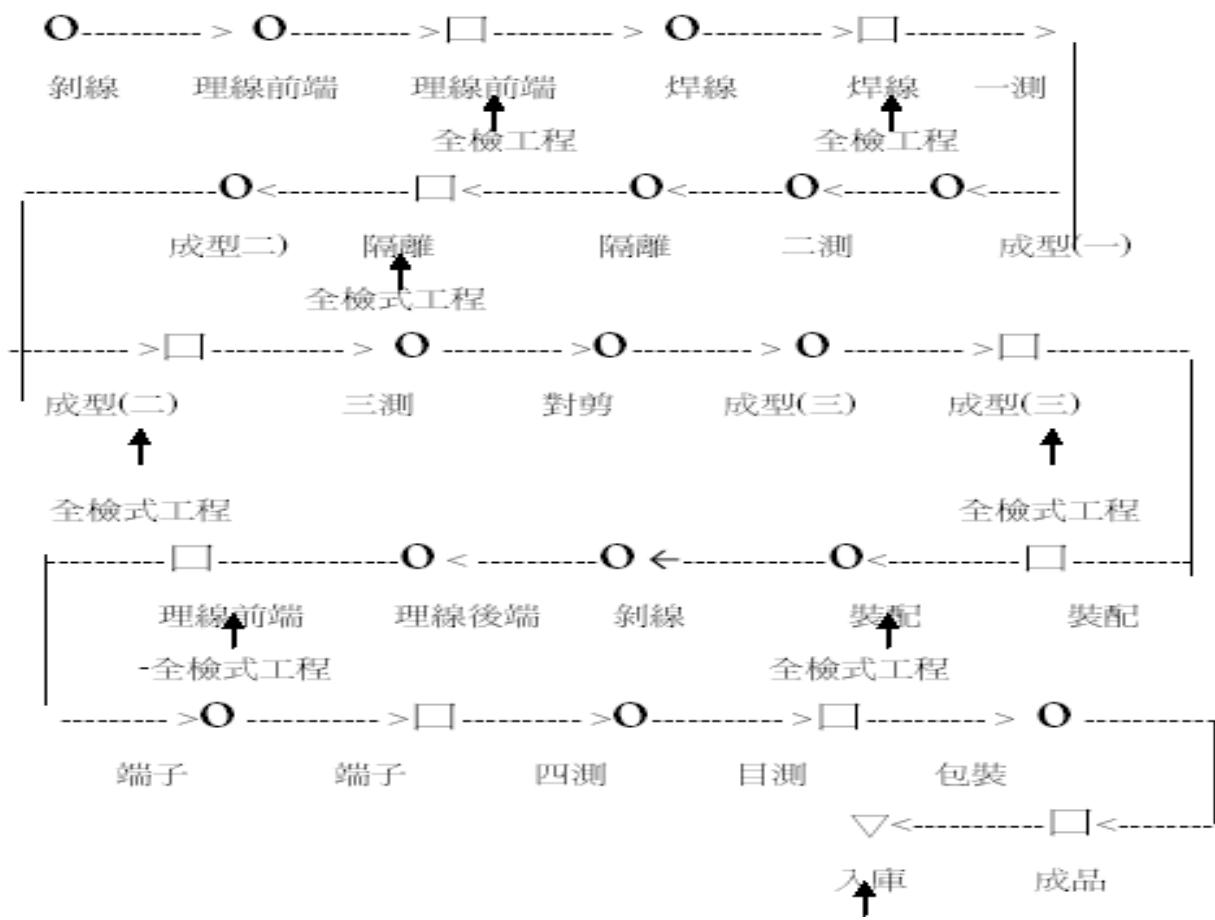 剝線 理線前端 理線前端 焊線 焊線 一測
全檢工程 全檢工程
成型二) 隔離 隔離 二測 成型(一)
全檢式工程
成型(二) 三測 對剪 成型(三) 成型(三)
全檢式工程 全檢式工程
理線前端 理線後端 剝線 裝配 裝配
-全檢式工程 全檢式工程
端子 端子 四測 目測 包裝
入庫 成品